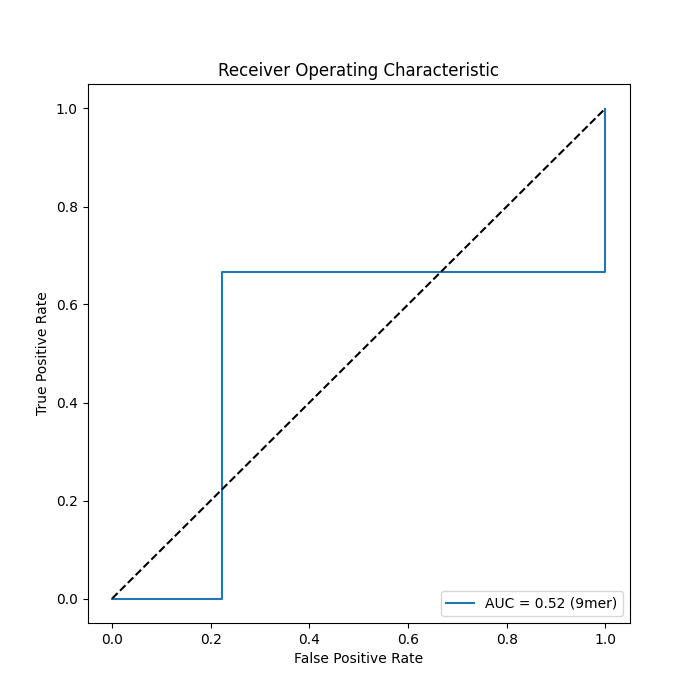 Receiver Operating Characteristic
1.0
0.8
0.6
0.4
0.2
0.0
True Positive Rate
AUC = 0.52 (9mer)
0.0 0.2 0.4 0.6 0.8 1.0
False Positive Rate